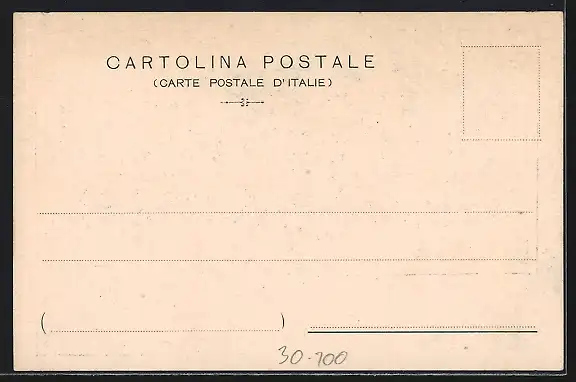 CARTOLINA POSTALE
(CARTE POSTALE D'ITALIE)
( )
30-100